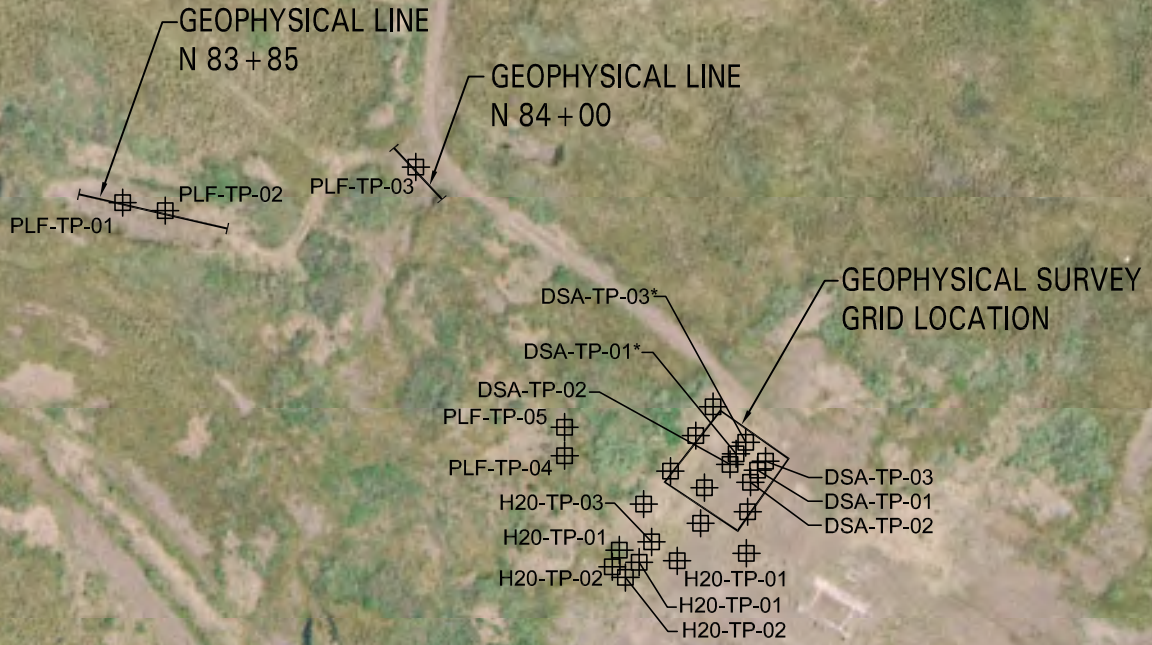 GEOPHYSICAL LINE
N 83+85
GEOPHYSICAL LINE
N 84+00
PLF-TP-03
PLF-TP-02
PLF-TP-01
GEOPHYSICAL SURVEY
GRID LOCATION
DSA-TP-03*
DSA-TP-01*
DSA-TP-02
PLF-TP-05
PLF-TP-04
DSA-TP-03
DSA-TP-01
DSA-TP-02
H20-TP-03
H20-TP-01
H20-TP-02
H20-TP-01
H20-TP-01
H20-TP-02